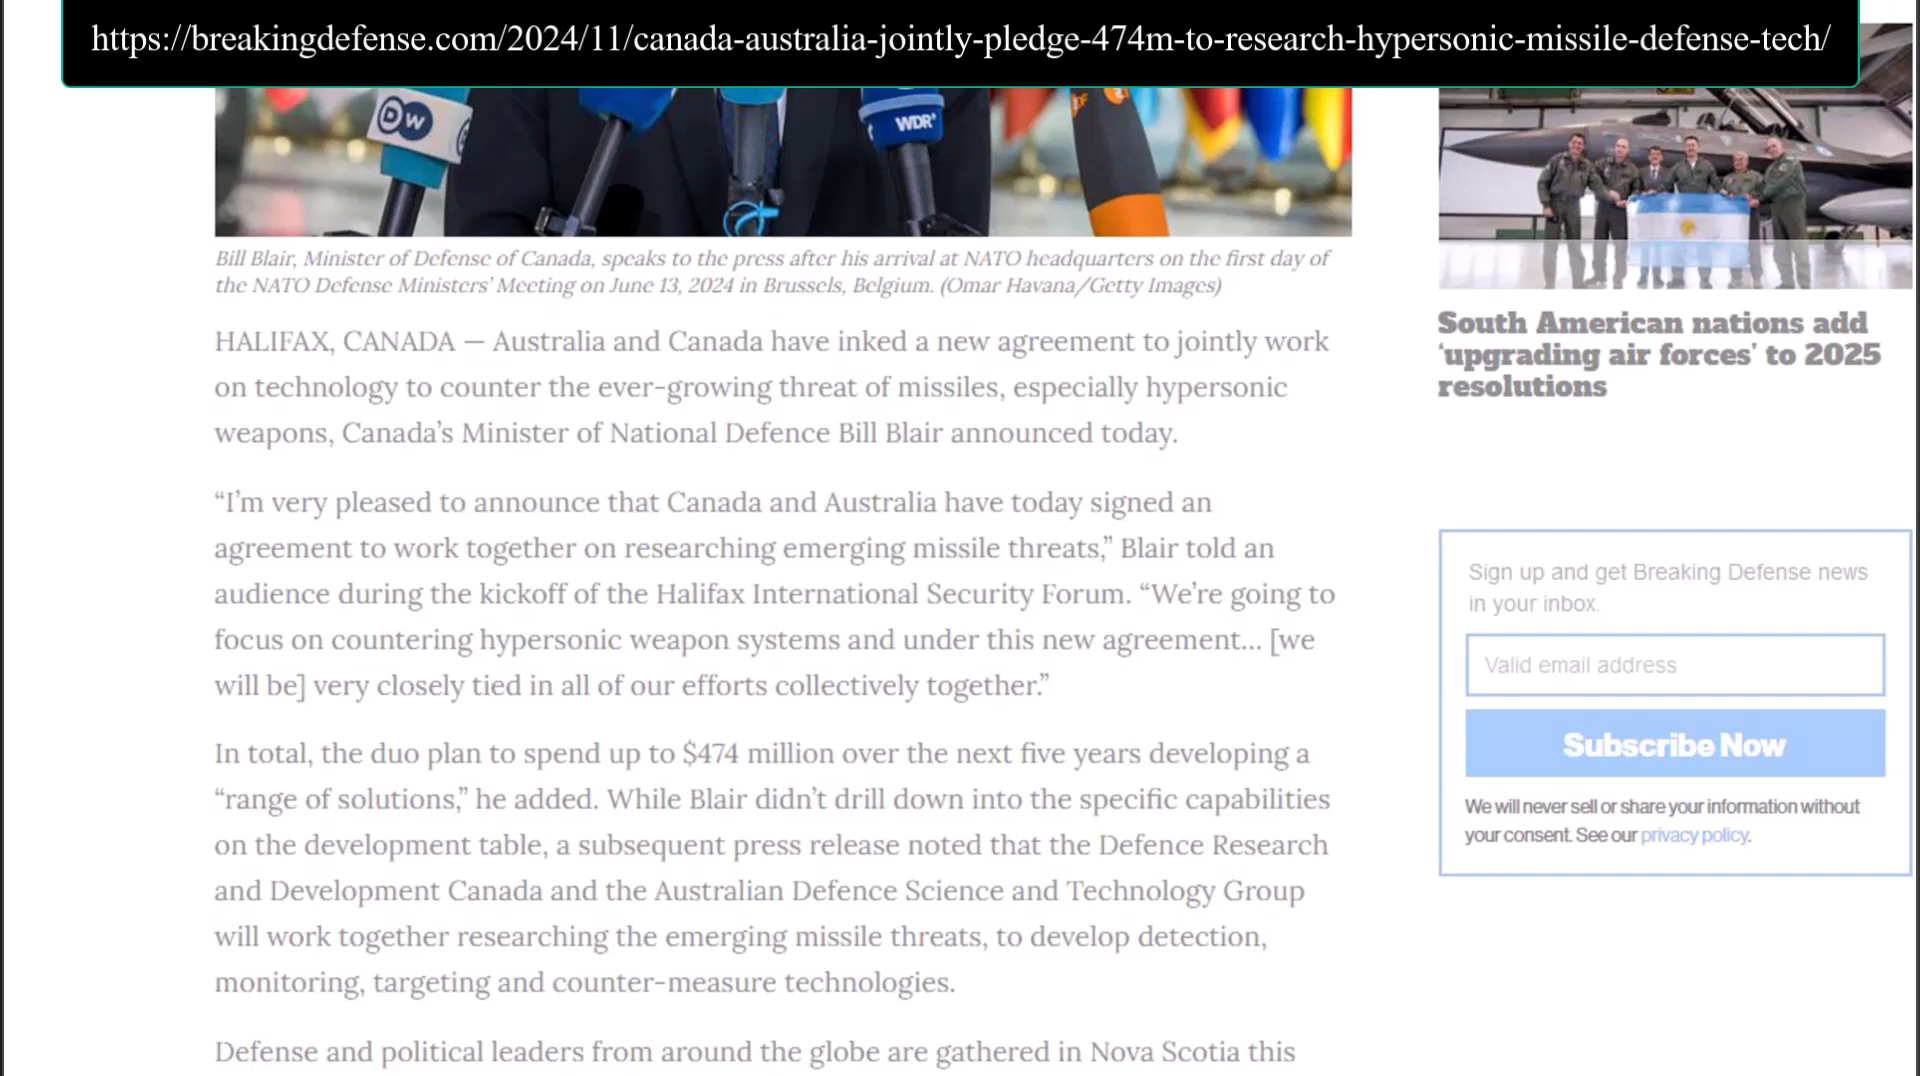 https://breakingdefense.com/2024/11/canada-australia-jointly-pledge-474m-to-research-hypersonic-missile-defense-tech/
DW
WDR
Bill Blair, Minister of Defense of Canada, speaks to the press after his arrival at NATO headquarters on the first day of
the NATO Defense Ministers' Meeting on June 13, 2024 in Brussels, Belgium. (Omar Havana/Getty Images)
HALIFAX, CANADA — Australia and Canada have inked a new agreement to jointly work
on technology to counter the ever-growing threat of missiles, especially hypersonic
weapons, Canada’s Minister of National Defence Bill Blair announced today.
“I’m very pleased to announce that Canada and Australia have today signed an
agreement to work together on researching emerging missile threats,” Blair told an
audience during the kickoff of the Halifax International Security Forum. “We’re going to
focus on countering hypersonic weapon systems and under this new agreement… [we
will be] very closely tied in all of our efforts collectively together.”
In total, the duo plan to spend up to $474 million over the next five years developing a
“range of solutions,” he added. While Blair didn’t drill down into the specific capabilities
on the development table, a subsequent press release noted that the Defence Research
and Development Canada and the Australian Defence Science and Technology Group
will work together researching the emerging missile threats, to develop detection,
monitoring, targeting and counter-measure technologies.
Defense and political leaders from around the globe are gathered in Nova Scotia this
South American nations add
‘upgrading air forces’ to 2025
resolutions
Sign up and get Breaking Defense news
in your inbox.
Valid email address
Subscribe Now
We will never sell or share your information without
your consent. See our privacy policy.